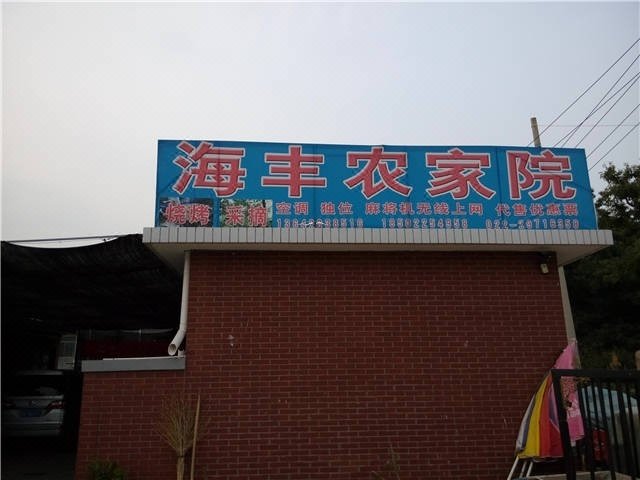 海丰农家院
烧烤 采摘 空调 独位 麻将机无线上网 代售优惠票